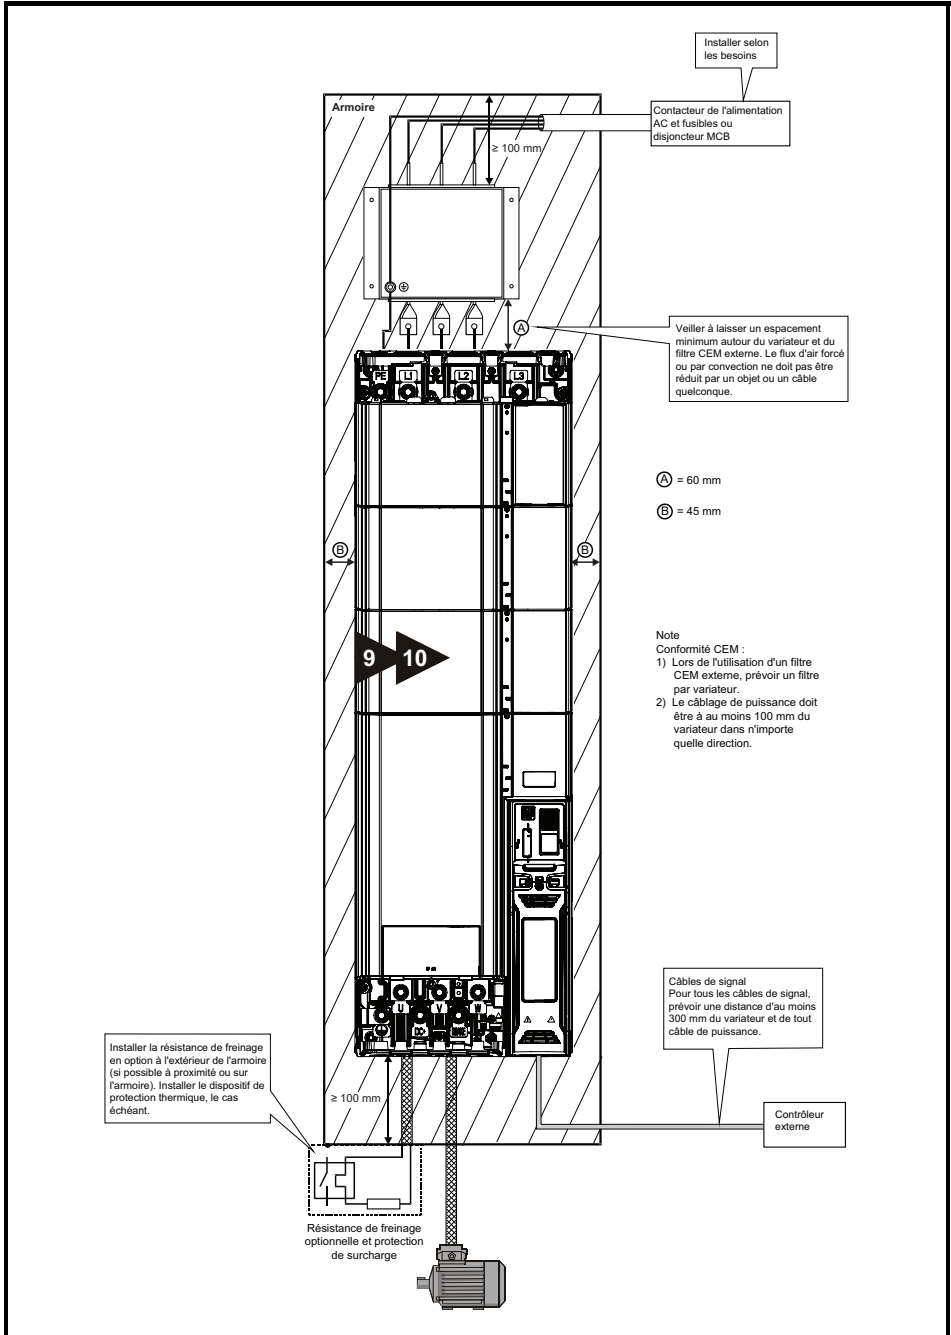 Installer selon
les besoins
Armoire
Contacteur de l'alimentation
AC et fusibles ou
disjoncteur MCB
≥ 100 mm
A
Veiller à laisser un espacement
minimum autour du variateur et du
filtre CEM externe. Le flux d'air forcé
ou par convection ne doit pas être
réduit par un objet ou un câble
quelconque.
PE L1 L2 L3
A = 60 mm
B = 45 mm
B
B
9 10
Note
Conformité CEM :
1) Lors de l'utilisation d'un filtre
CEM externe, prévoir un filtre
par variateur.
2) Le câblage de puissance doit
être à au moins 100 mm du
variateur dans n'importe
quelle direction.
U V W
Câbles de signal
Pour tous les câbles de signal,
prévoir une distance d'au moins
300 mm du variateur et de tout
câble de puissance.
Installer la résistance de freinage
en option à l'extérieur de l'armoire
(si possible à proximité ou sur
l'armoire). Installer le dispositif de
protection thermique, le cas
échéant.
≥ 100 mm
Contrôleur
externe
Résistance de freinage
optionnelle et protection
de surcharge